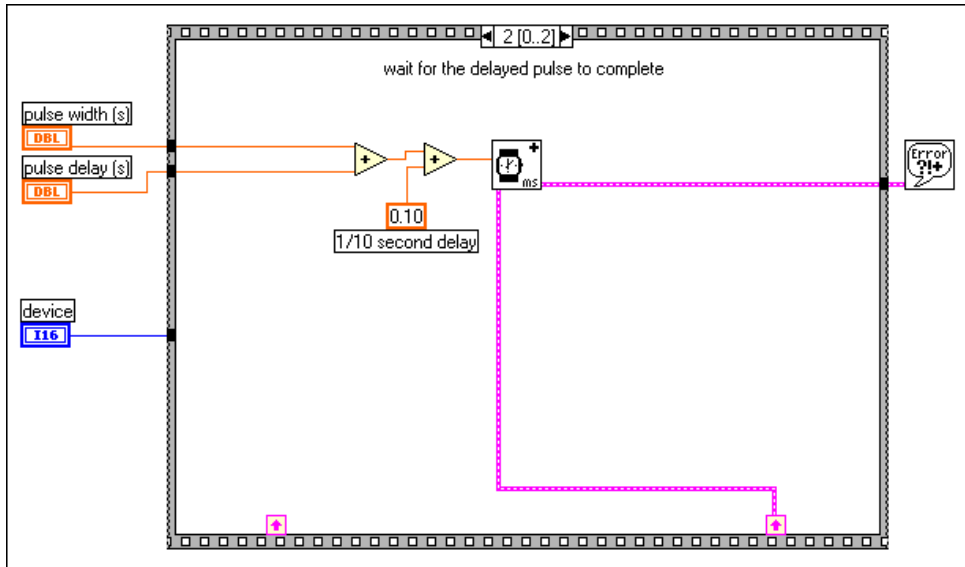 2 [0..2]
wait for the delayed pulse to complete
pulse width (s)
DBL
pulse delay (s)
DBL
0.10
1/10 second delay
ms
Error
?!+
device
I16